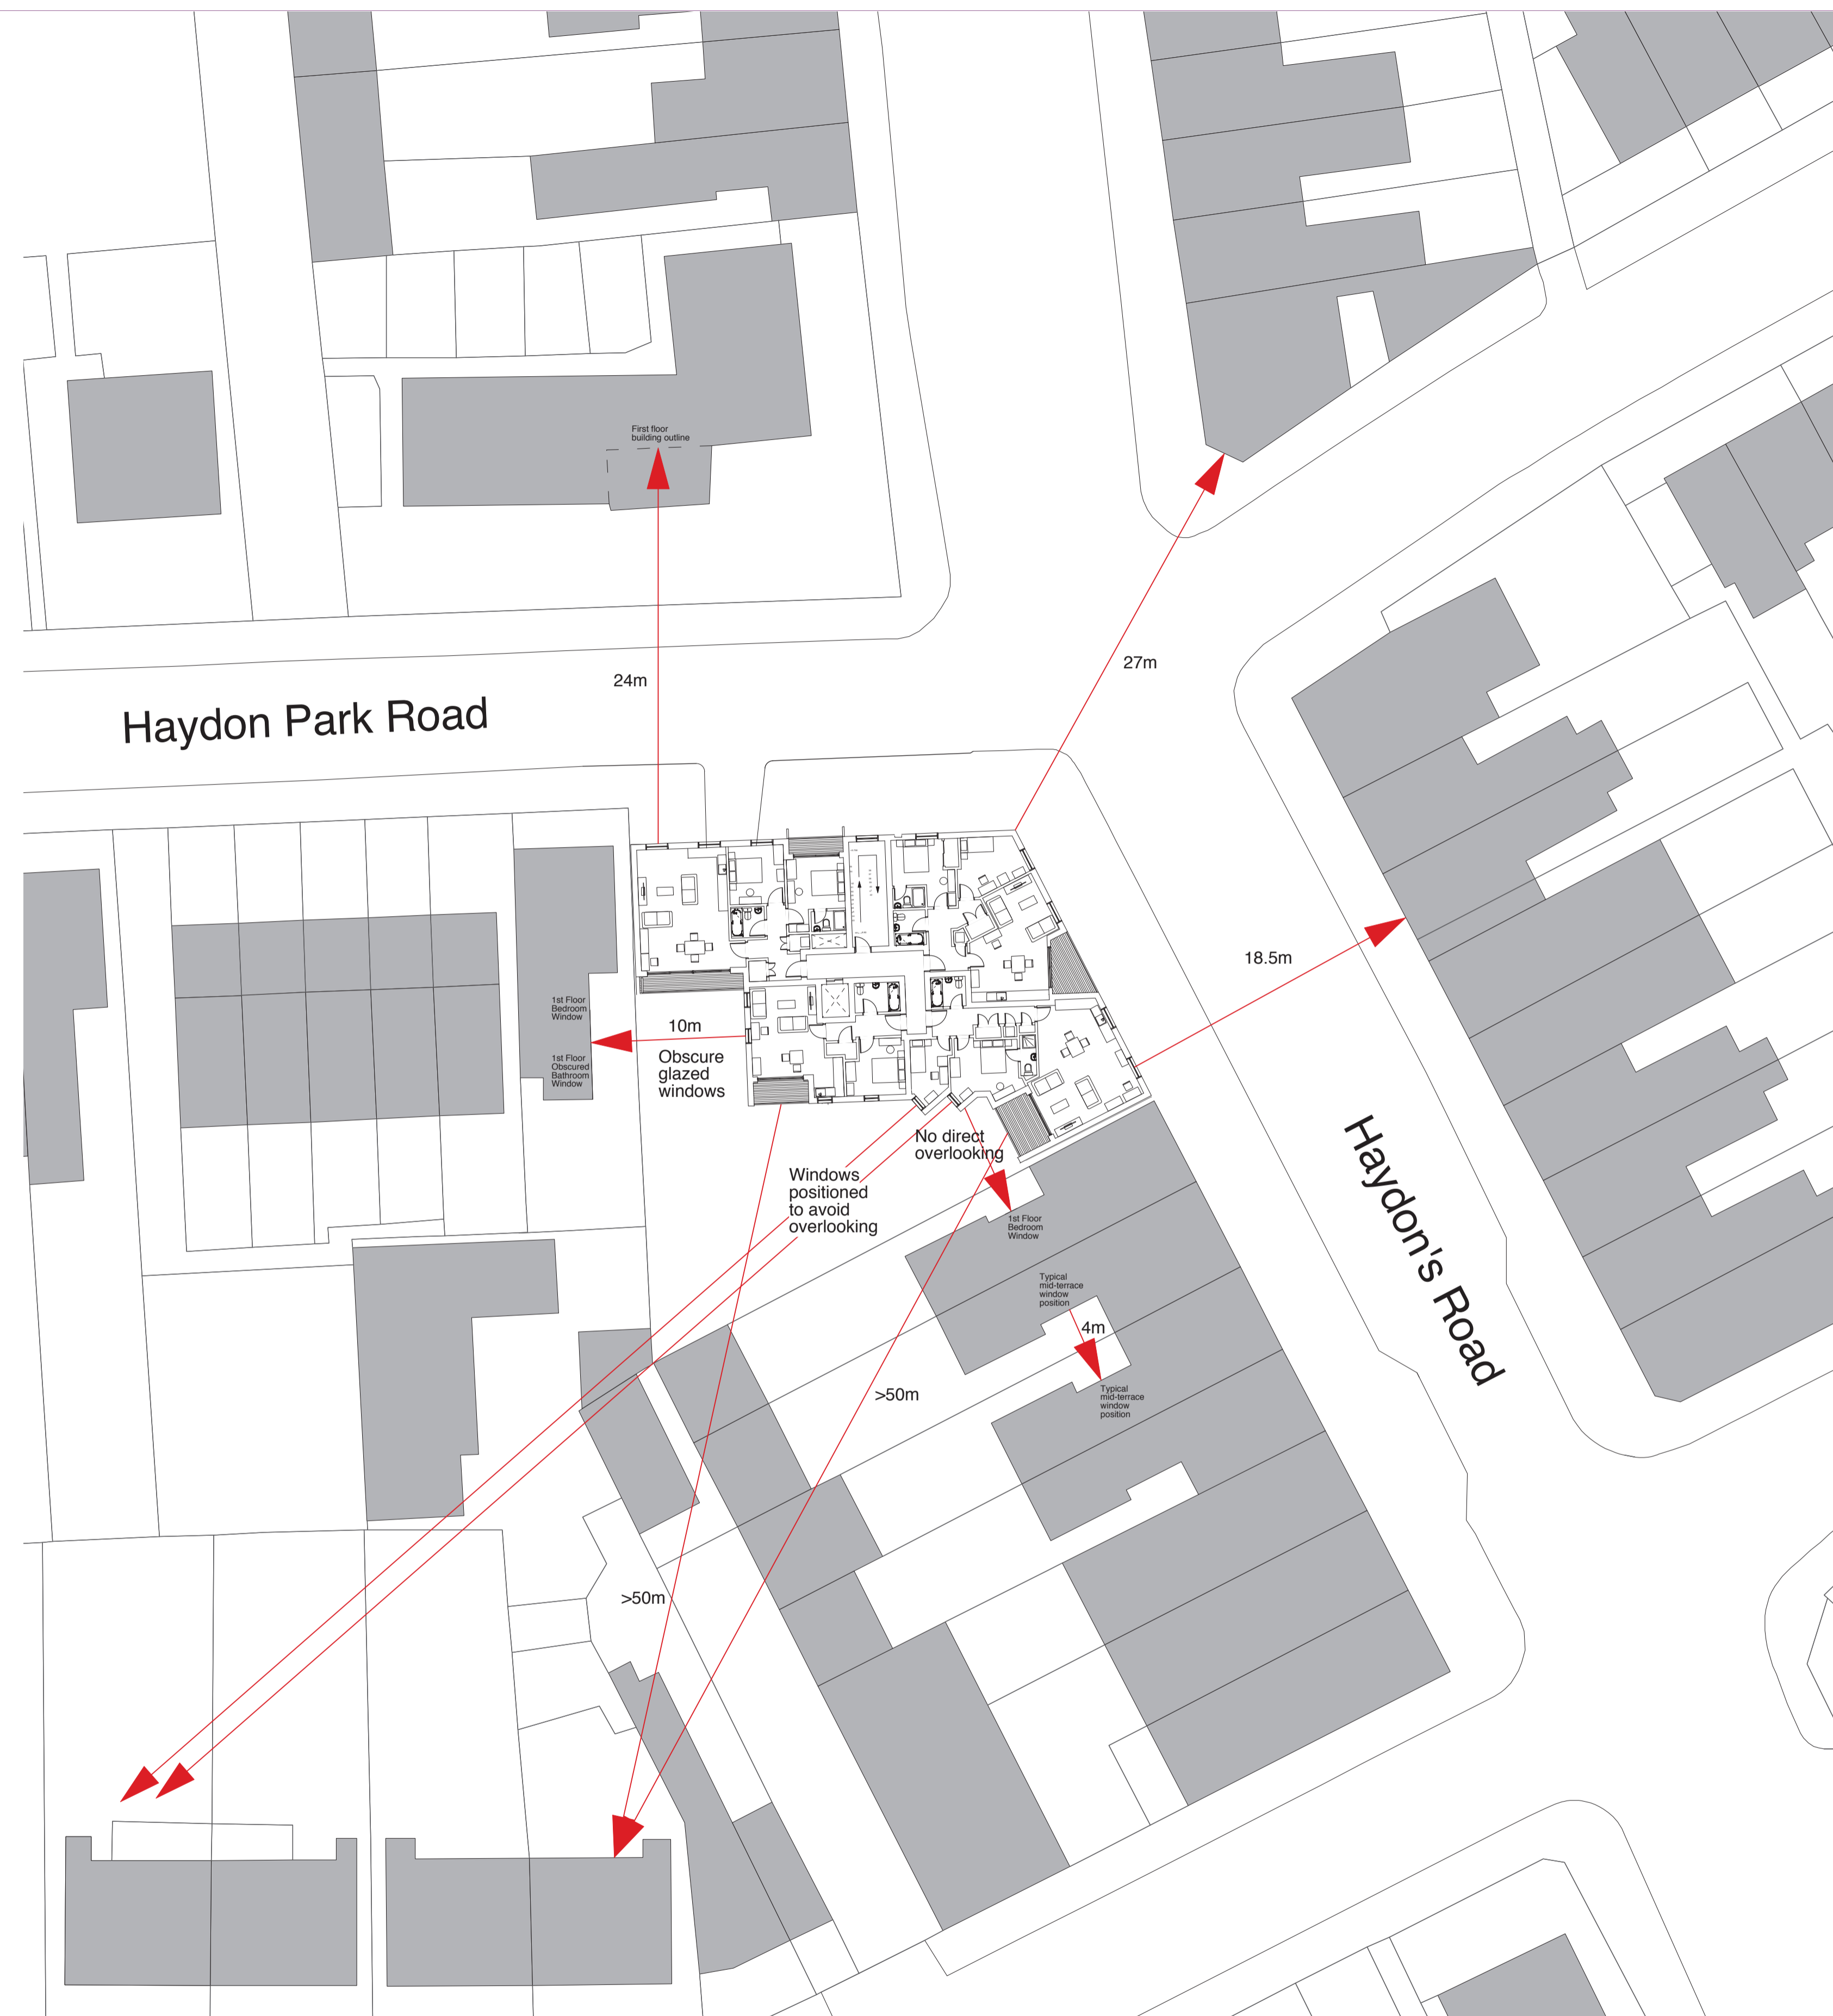 First floor
building outline
24m
27m
Haydon Park Road
18.5m
1st Floor
Bedroom
Window
10m
1st Floor
Obscured
Bathroom
Window
Obscure
glazed
windows
No direct
overlooking
Windows
positioned
to avoid
overlooking
1st Floor
Bedroom
Window
Haydon's Road
Typical
mid-terrace
window
position
4m
Typical
mid-terrace
window
position
>50m
>50m